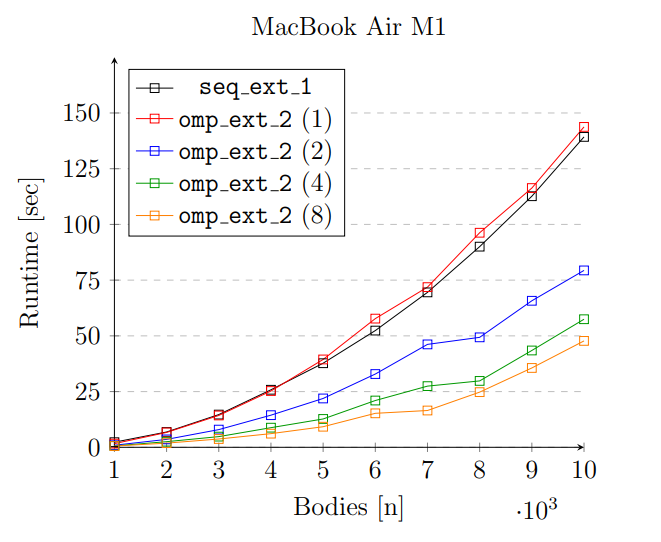 MacBook Air M1
seq_ext_1
omp_ext_2 (1)
omp_ext_2 (2)
omp_ext_2 (4)
omp_ext_2 (8)
150
125
100
75
50
25
0
Runtime [sec]
1 2 3 4 5 6 7 8 9 10
Bodies [n]
·10³